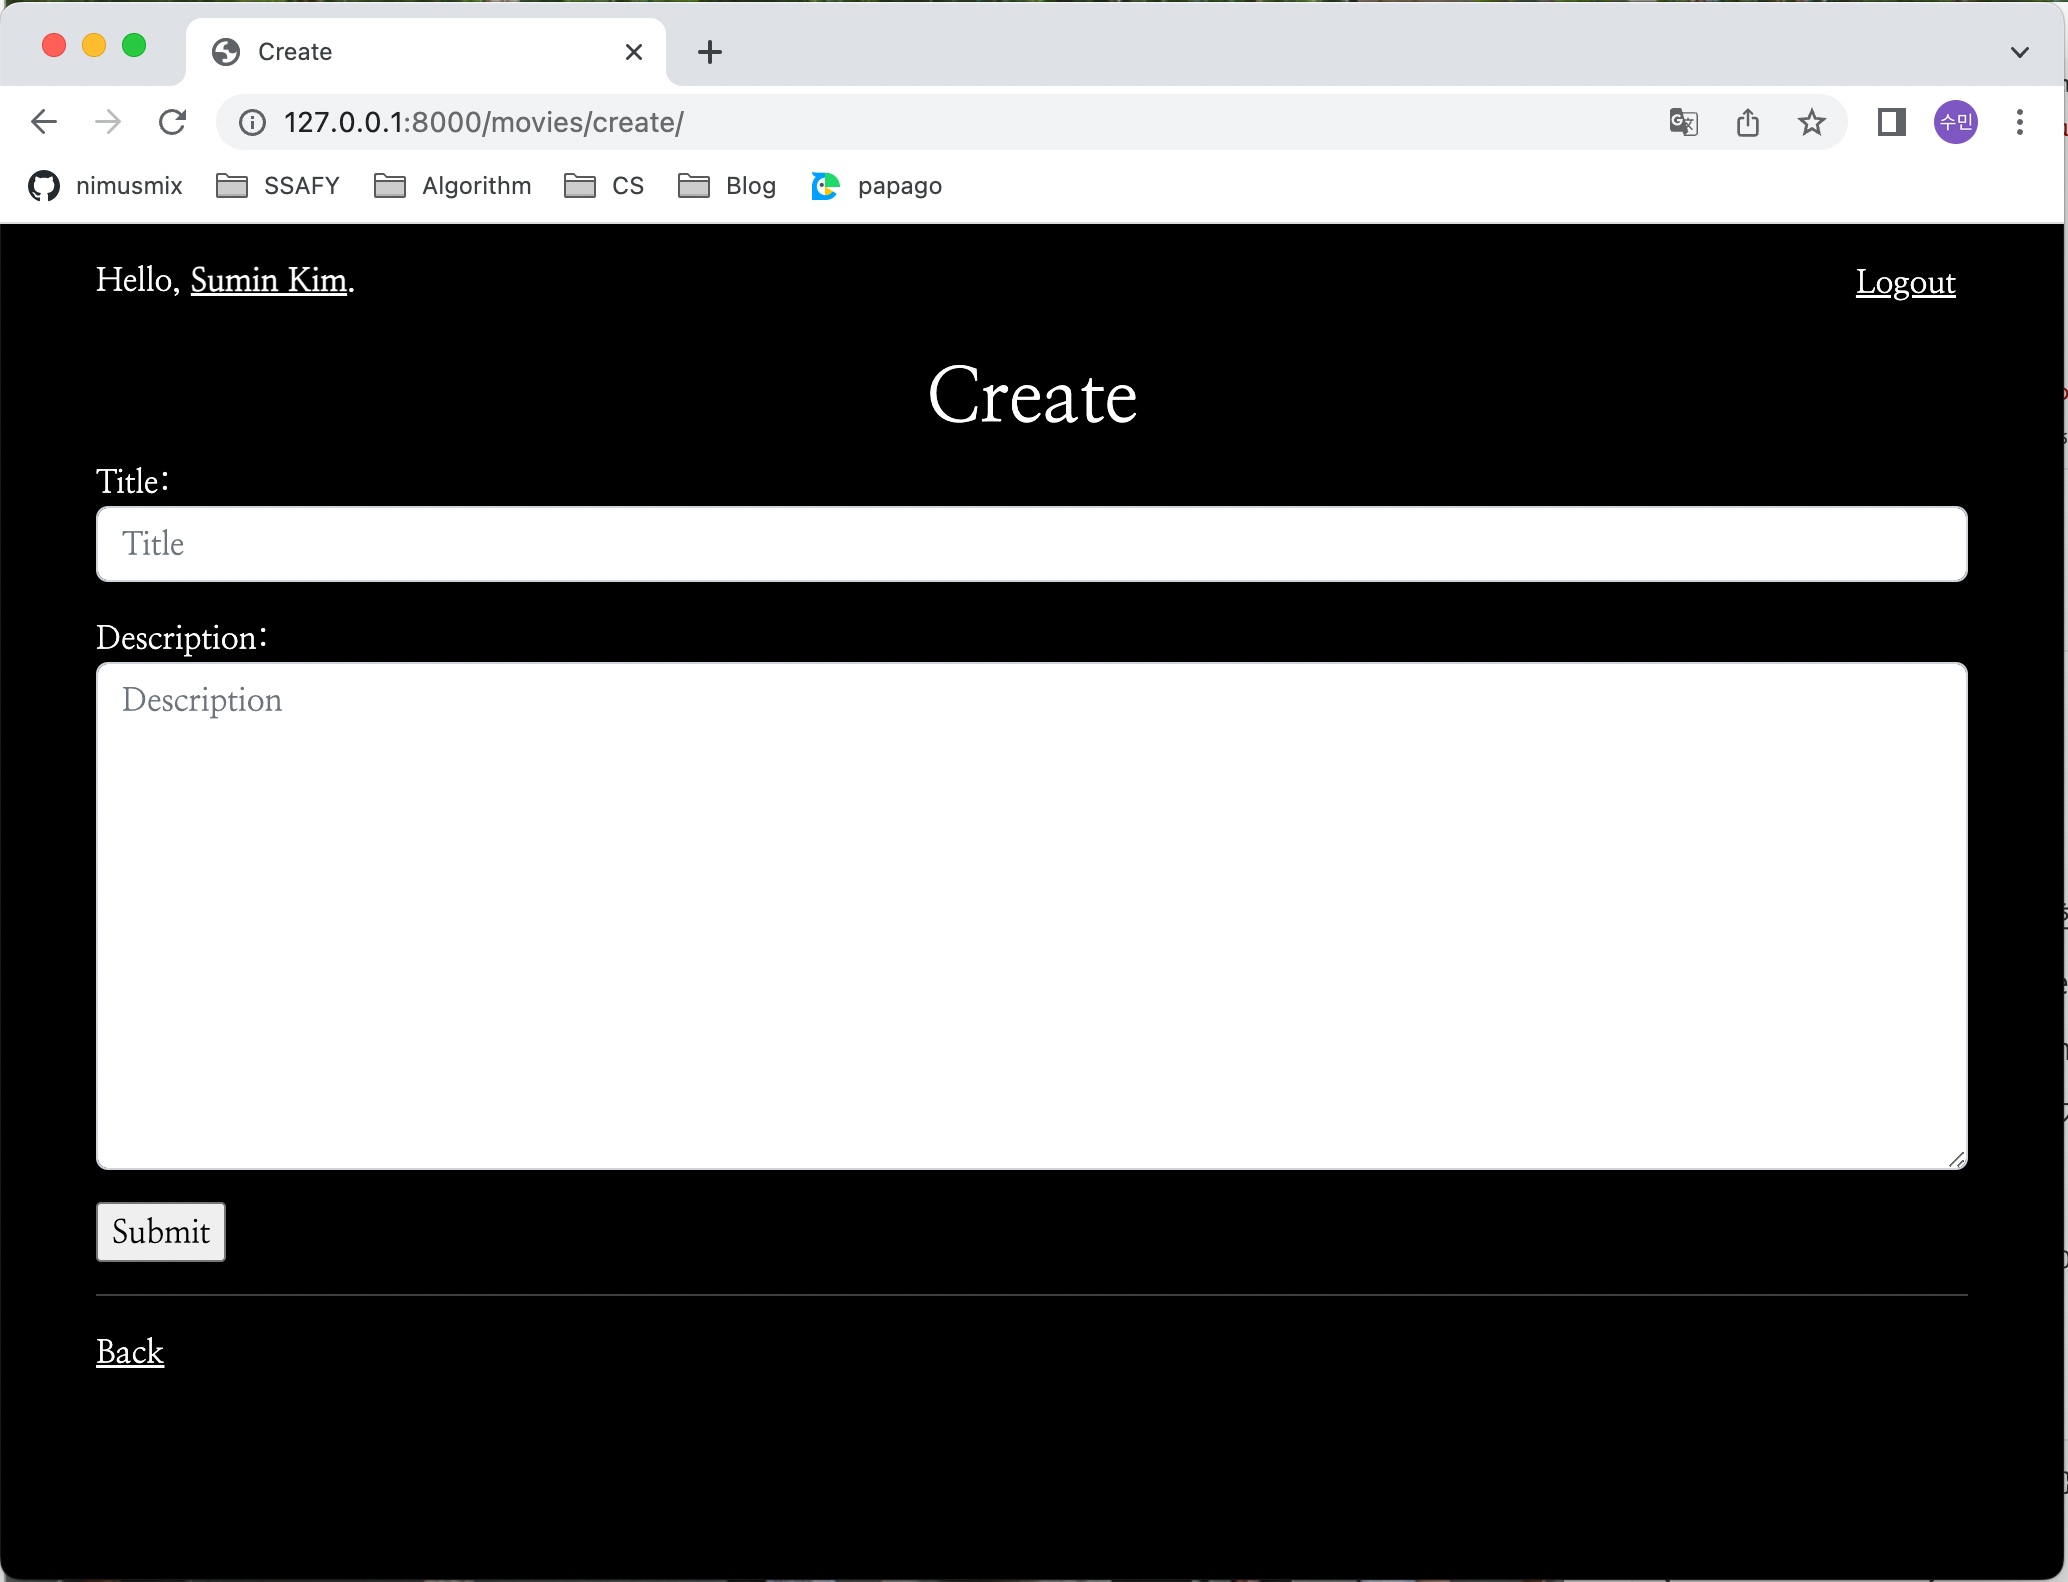 Create
127.0.0.1:8000/movies/create/
수민
nimusmix SSAFY Algorithm CS Blog papago
Hello, Sumin Kim.
Logout
Create
Title:
Title
Description:
Description
Submit
Back